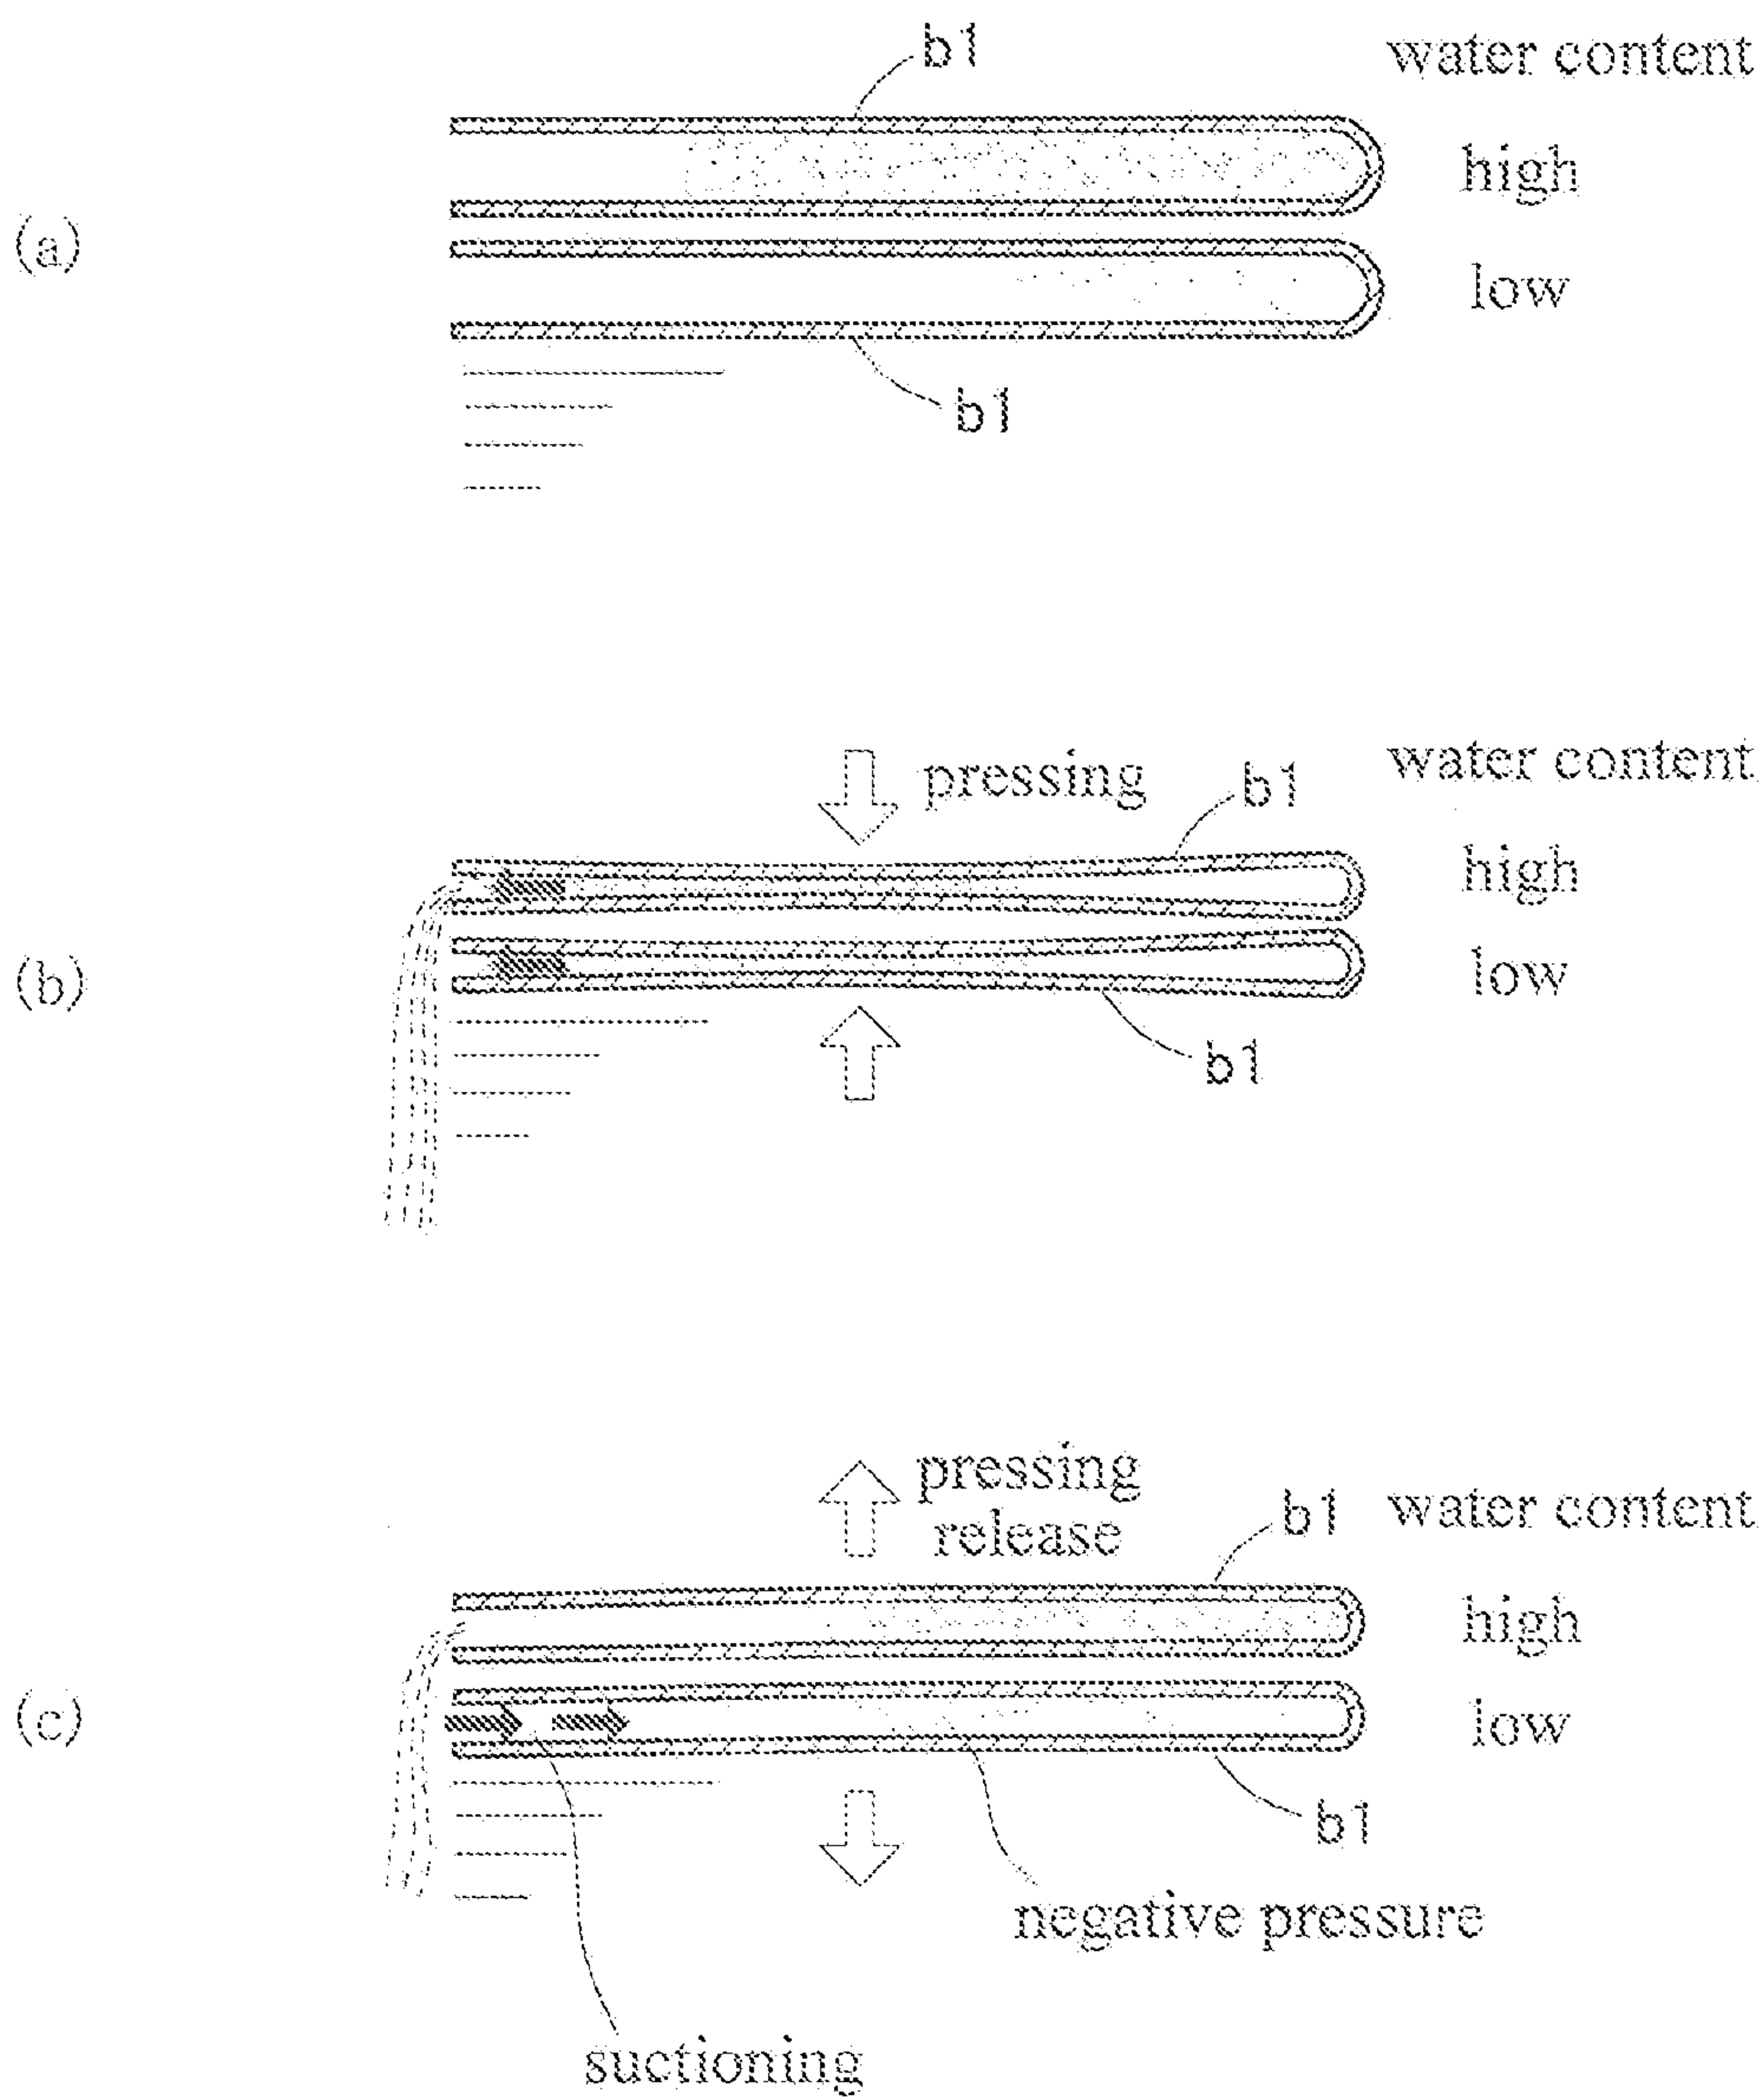 b1
water content
high
(a)
low
b1
pressing
b1
water content
high
(b)
low
b1
pressing
release
b1
water content
high
(c)
low
b1
negative pressure
suctioning